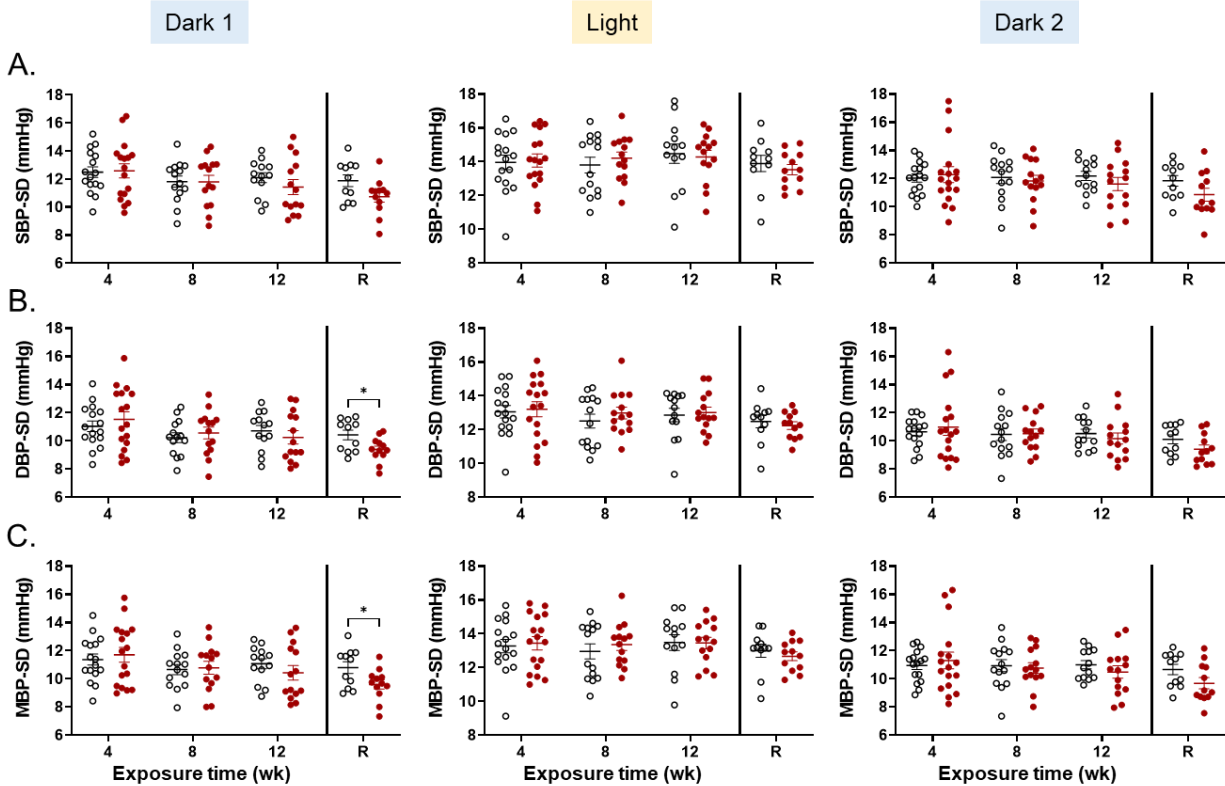 Dark 1 Light Dark 2
A.
SBP-SD (mmHg) 18 16 14 12 10 8 6 4 8 12 R
SBP-SD (mmHg) 18 16 14 12 10 8 6 4 8 12 R
SBP-SD (mmHg) 18 16 14 12 10 8 6 4 8 12 R
B.
DBP-SD (mmHg) 18 16 14 12 10 8 6 * 4 8 12 R
DBP-SD (mmHg) 18 16 14 12 10 8 6 4 8 12 R
DBP-SD (mmHg) 18 16 14 12 10 8 6 4 8 12 R
C.
MBP-SD (mmHg) 18 16 14 12 10 8 6 * 4 8 12 R
MBP-SD (mmHg) 18 16 14 12 10 8 6 4 8 12 R
MBP-SD (mmHg) 18 16 14 12 10 8 6 4 8 12 R
Exposure time (wk) Exposure time (wk) Exposure time (wk)